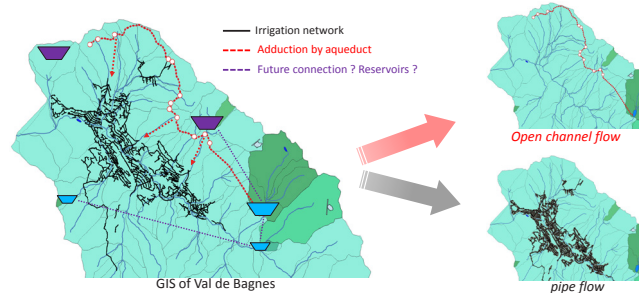 Irrigation network
Adduction by aqueduct
Future connection ? Reservoirs ?
Open channel flow
GIS of Val de Bagnes
pipe flow